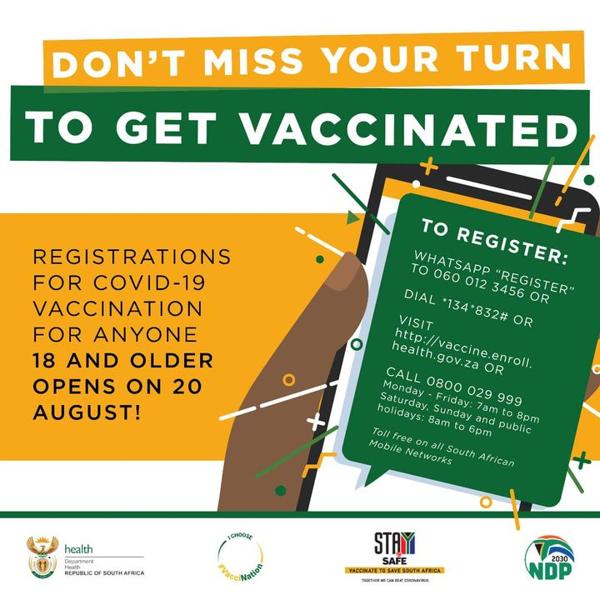 DON'T MISS YOUR TURN
TO GET VACCINATED
REGISTRATIONS
FOR COVID-19
VACCINATION
FOR ANYONE
18 AND OLDER
OPENS ON 20
AUGUST!
TO REGISTER:
WHATSAPP "REGISTER"
TO 060 012 3456 OR
DIAL *134*832# OR
VISIT
http://vaccine.enroll.
health.gov.za OR
CALL 0800 029 999
Monday - Friday: 7am to 8pm
Saturday, Sunday and public
holidays: 8am to 6pm
Toll free on all South African
Mobile Networks
health
Department:
Health
REPUBLIC OF SOUTH AFRICA
I CHOOSE
#VacciNation
STAY
SAFE
VACCINATE TO SAVE SOUTH AFRICA
TOGETHER WE CAN BEAT CORONAVIRUS
2030
NDP